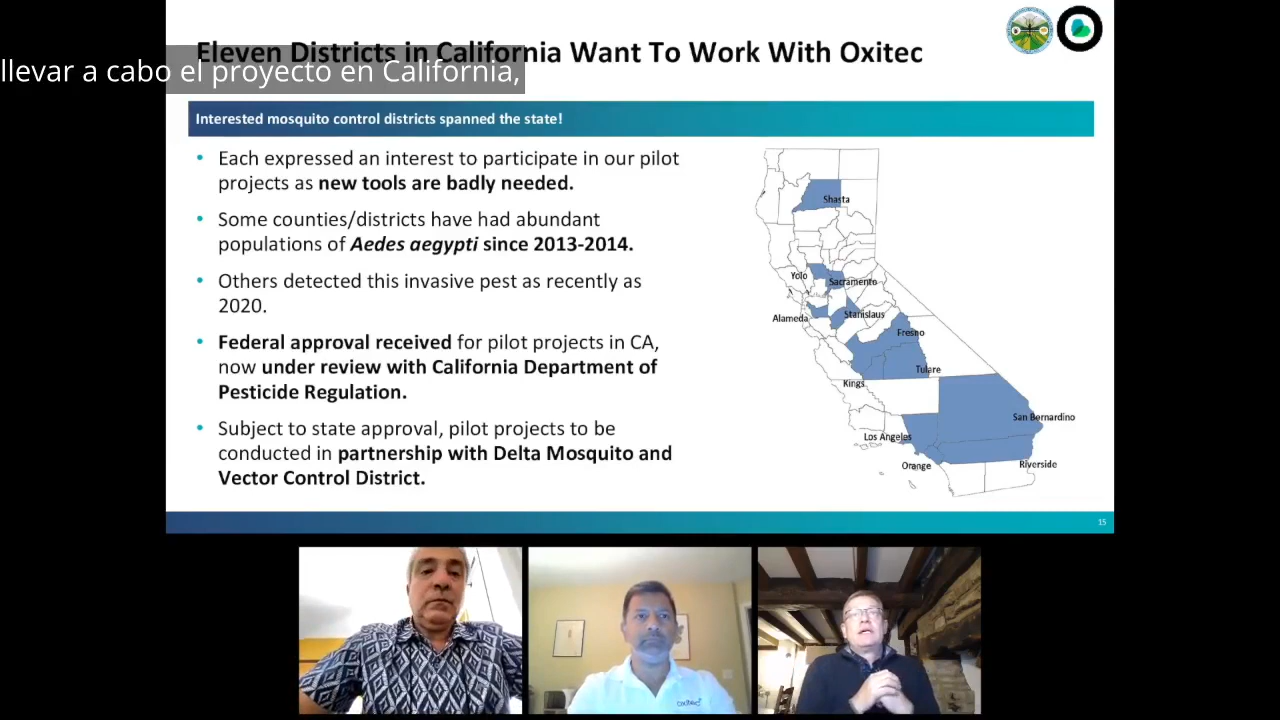 Eleven Districts in California Want To Work With Oxitec
llevar a cabo el proyecto en California,
Interested mosquito control districts spanned the state!
• Each expressed an interest to participate in our pilot
projects as new tools are badly needed.
• Some counties/districts have had abundant
populations of Aedes aegypti since 2013-2014.
• Others detected this invasive pest as recently as
2020.
• Federal approval received for pilot projects in CA,
now under review with California Department of
Pesticide Regulation.
• Subject to state approval, pilot projects to be
conducted in partnership with Delta Mosquito and
Vector Control District.
Shasta
Yolo
Sacramento
Alameda
Stanislaus
Fresno
Tulare
Kings
San Bernardino
Los Angeles
Orange
Riverside
15
oxitec